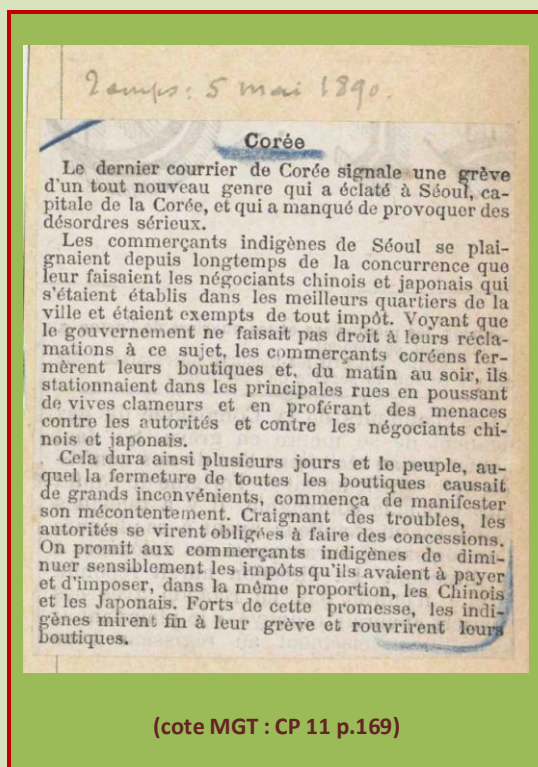 Temps: 5 mai 1890.
Corée
Le dernier courrier de Corée signale une grève
d'un tout nouveau genre qui a éclaté à Séoul, ca-
pitale de la Corée, et qui a manqué de provoquer des
désordres sérieux.
Les commerçants indigènes de Séoul se plai-
gnaient depuis longtemps de la concurrence que
leur faisaient les négociants chinois et japonais qui
s'étaient établis dans les meilleurs quartiers de la
ville et étaient exempts de tout impôt. Voyant que
le gouvernement ne faisait pas droit à leurs récla-
mations à ce sujet, les commerçants coréens fer-
mèrent leurs boutiques et, du matin au soir, ils
stationnaient dans les principales rues en poussant
de vives clameurs et en proférant des menaces
contre les autorités et contre les négociants chi-
nois et japonais.
Cela dura ainsi plusieurs jours et le peuple, au-
quel la fermeture de toutes les boutiques causait
de grands inconvénients, commença de manifester
son mécontentement. Craignant des troubles, les
autorités se virent obligées à faire des concessions.
On promit aux commerçants indigènes de dimi-
nuer sensiblement les impôts qu'ils avaient à payer
et d'imposer, dans la même proportion, les Chinois
et les Japonais. Forts de cette promesse, les indi-
gènes mirent fin à leur grève et rouvrirent leurs
boutiques.
(cote MGT : CP 11 p.169)